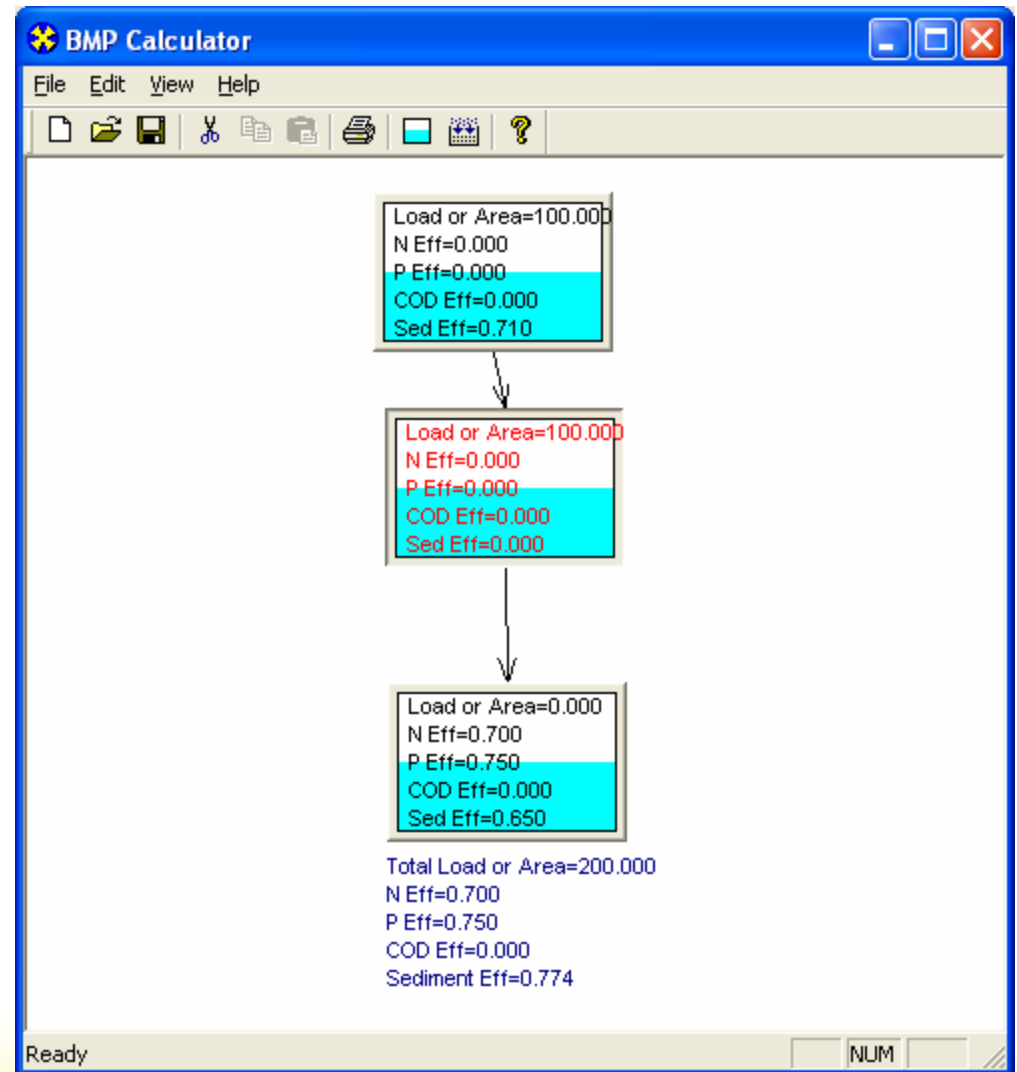 BMP Calculator
File Edit View Help
Load or Area=100.000
N Eff=0.000
P Eff=0.000
COD Eff=0.000
Sed Eff=0.710
Load or Area=100.000
N Eff=0.000
P Eff=0.000
COD Eff=0.000
Sed Eff=0.000
Load or Area=0.000
N Eff=0.700
P Eff=0.750
COD Eff=0.000
Sed Eff=0.650
Total Load or Area=200.000
N Eff=0.700
P Eff=0.750
COD Eff=0.000
Sediment Eff=0.774
Ready NUM